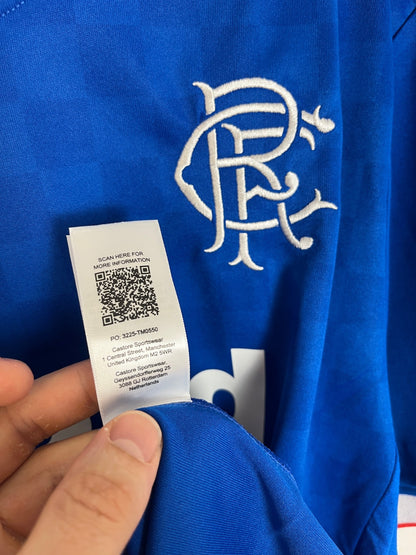 RFC
SCAN HERE FOR
MORE INFORMATION
PO: 3225-TM0550
Castore Sportswear
1 Central Street, Manchester
United Kingdom M2 5WR
Castore Sportswear,
Geyssendorfferweg 25
3088 GJ Rotterdam
Netherlands
d